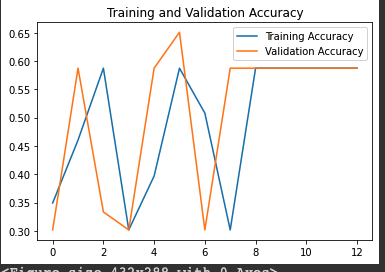 Training and Validation Accuracy
Training Accuracy
Validation Accuracy
0.65
0.60
0.55
0.50
0.45
0.40
0.35
0.30
0 2 4 6 8 10 12
<Figure size 432x288 with 0 Axes>